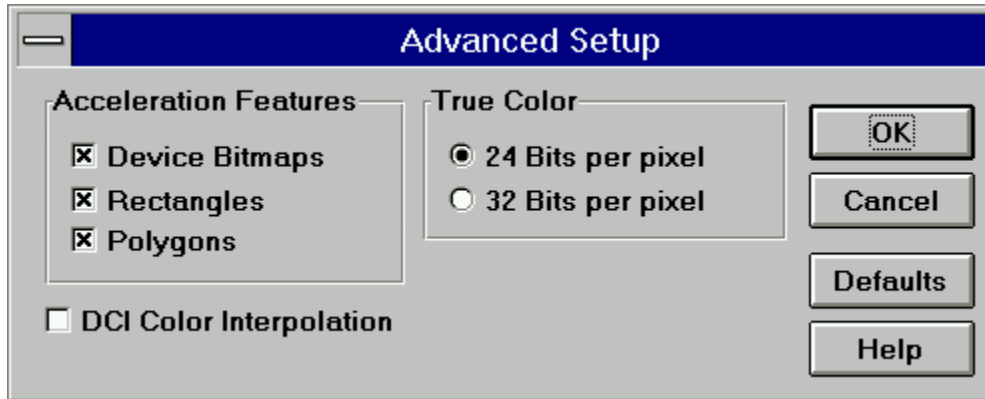 Advanced Setup
Acceleration Features
Device Bitmaps
Rectangles
Polygons
DCI Color Interpolation
True Color
24 Bits per pixel
32 Bits per pixel
OK
Cancel
Defaults
Help